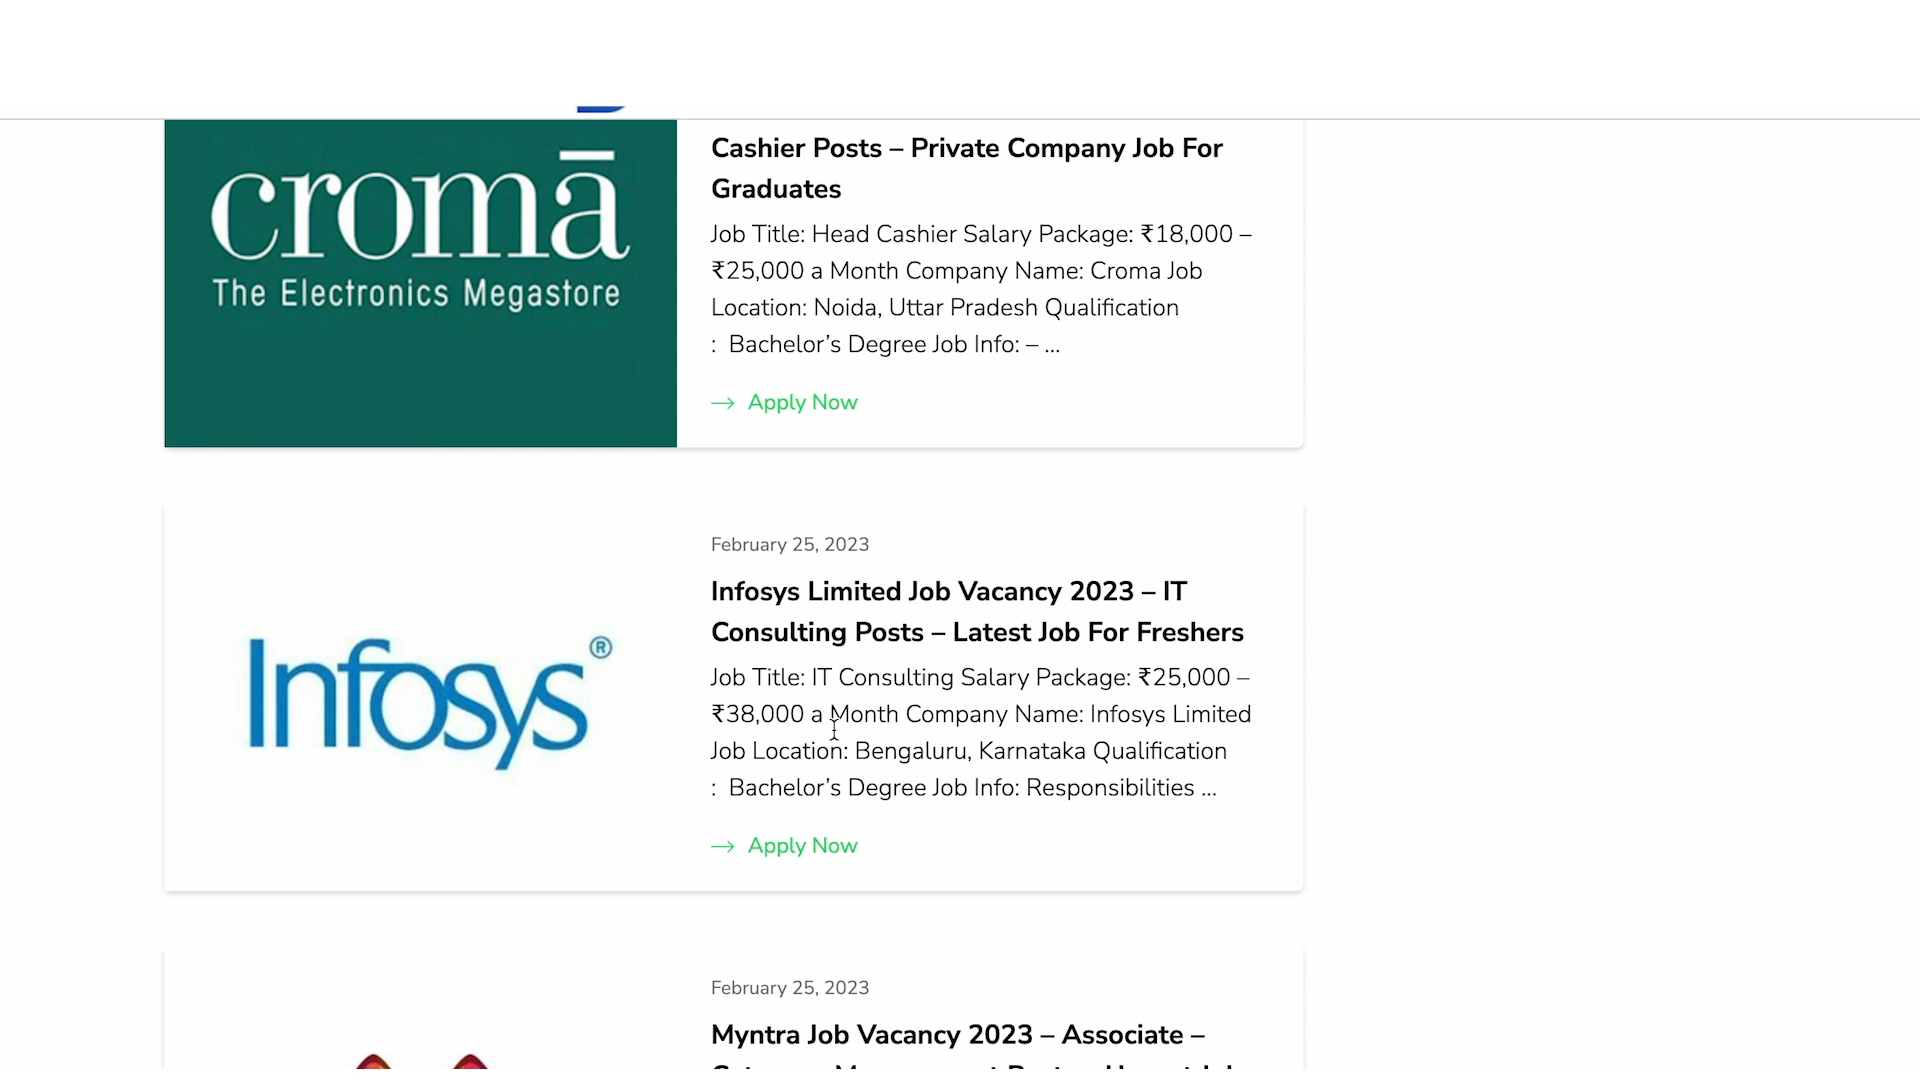 cromā
The Electronics Megastore
Cashier Posts – Private Company Job For
Graduates
Job Title: Head Cashier Salary Package: ₹18,000 –
₹25,000 a Month Company Name: Croma Job
Location: Noida, Uttar Pradesh Qualification
:  Bachelor’s Degree Job Info: – ...
Apply Now
Infosys®
February 25, 2023
Infosys Limited Job Vacancy 2023 – IT
Consulting Posts – Latest Job For Freshers
Job Title: IT Consulting Salary Package: ₹25,000 –
₹38,000 a Month Company Name: Infosys Limited
Job Location: Bengaluru, Karnataka Qualification
:  Bachelor’s Degree Job Info: Responsibilities ...
Apply Now
February 25, 2023
Myntra Job Vacancy 2023 – Associate –